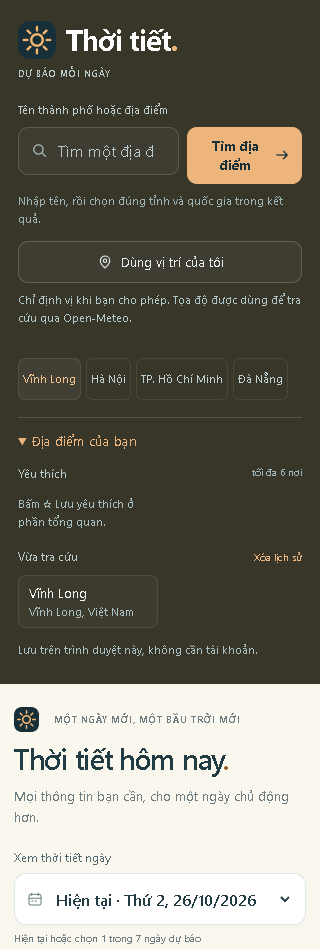 Thời tiết.
DỰ BÁO MỖI NGÀY
Tên thành phố hoặc địa điểm
Tìm một địa đ
Tìm địa
điểm →
Nhập tên, rồi chọn đúng tỉnh và quốc gia trong kết
quả.
Dùng vị trí của tôi
Chỉ định vị khi bạn cho phép. Tọa độ được dùng để tra
cứu qua Open-Meteo.
Vĩnh Long Hà Nội TP. Hồ Chí Minh Đà Nẵng
▼ Địa điểm của bạn
Yêu thích tối đa 6 nơi
Bấm ☆ Lưu yêu thích ở
phần tổng quan.
Vừa tra cứu Xóa lịch sử
Vĩnh Long
Vĩnh Long, Việt Nam
Lưu trên trình duyệt này, không cần tài khoản.
MỘT NGÀY MỚI, MỘT BẦU TRỜI MỚI
Thời tiết hôm nay.
Mọi thông tin bạn cần, cho một ngày chủ động
hơn.
Xem thời tiết ngày
Hiện tại · Thứ 2, 26/10/2026
Hiện tại hoặc chọn 1 trong 7 ngày dự báo